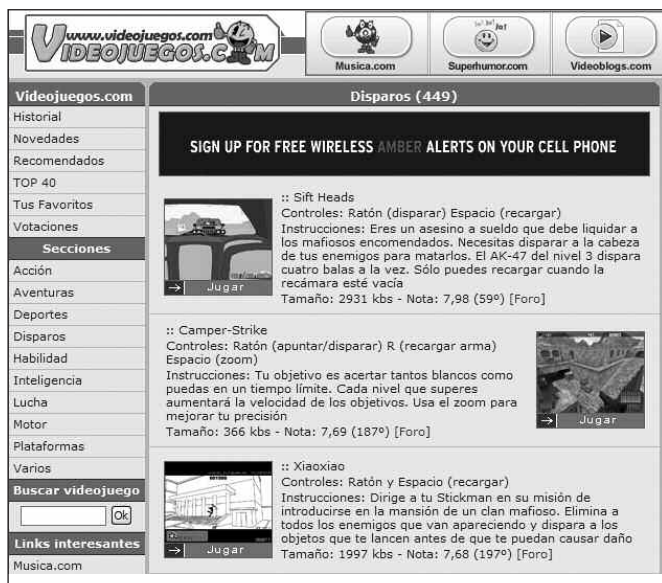 www.videojuegos.com
VIDEOJUEGOS.COM
Musica.com
Superhumor.com
Videoblogs.com
Videojuegos.com
Historial
Novedades
Recomendados
TOP 40
Tus Favoritos
Votaciones
Secciones
Acción
Aventuras
Deportes
Disparos
Habilidad
Inteligencia
Lucha
Motor
Plataformas
Varios
Buscar videojuego
Ok
Links interesantes
Musica.com
Disparos (449)
SIGN UP FOR FREE WIRELESS AMBER ALERTS ON YOUR CELL PHONE
:: Sift Heads
Controles: Ratón (disparar) Espacio (recargar)
Instrucciones: Eres un asesino a sueldo que debe liquidar a
los mafiosos encomendados. Necesitas disparar a la cabeza
de tus enemigos para matarlos. El AK-47 del nivel 3 dispara
cuatro balas a la vez. Sólo puedes recargar cuando la
recámara esté vacía
Tamaño: 2931 kbs - Nota: 7,98 (59º) [Foro]
Jugar
:: Camper-Strike
Controles: Ratón (apuntar/disparar) R (recargar arma)
Espacio (zoom)
Instrucciones: Tu objetivo es acertar tantos blancos como
puedas en un tiempo límite. Cada nivel que superes
aumentará la velocidad de los objetivos. Usa el zoom para
mejorar tu precisión
Tamaño: 366 kbs - Nota: 7,69 (187º) [Foro]
Jugar
:: Xiaoxiao
Controles: Ratón y Espacio (recargar)
Instrucciones: Dirige a tu Stickman en su misión de
introducirse en la mansión de un clan mafioso. Elimina a
todos los enemigos que van apareciendo y dispara a los
objetos que te lancen antes de que te puedan causar daño
Tamaño: 1997 kbs - Nota: 7,68 (197º) [Foro]
Jugar